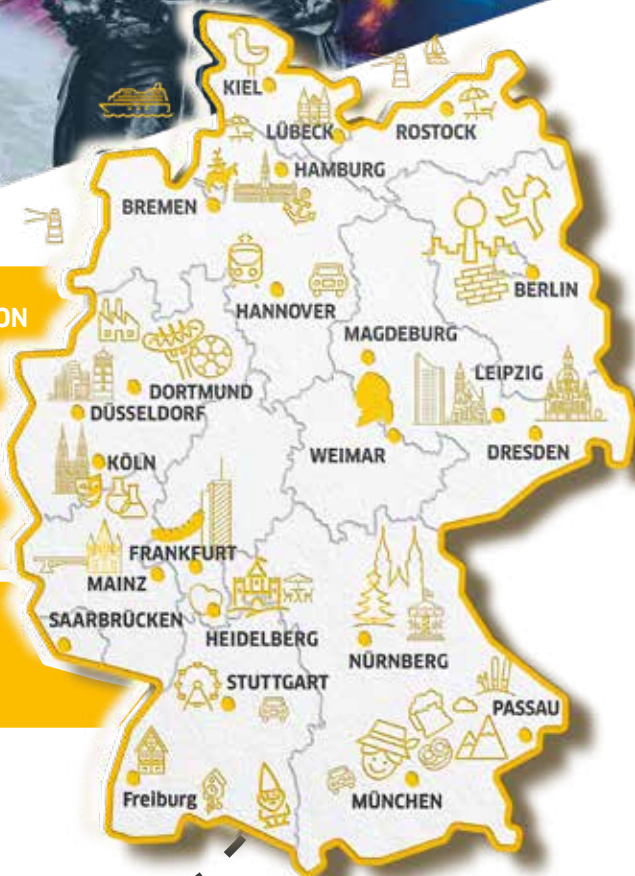 KIEL
LÜBECK
ROSTOCK
HAMBURG
BREMEN
ON
BERLIN
HANNOVER
MAGDEBURG
LEIPZIG
DORTMUND
DÜSSELDORF
WEIMAR
DRESDEN
KÖLN
FRANKFURT
MAINZ
SAARBRÜCKEN
HEIDELBERG
NÜRNBERG
STUTTGART
PASSAU
Freiburg
MÜNCHEN